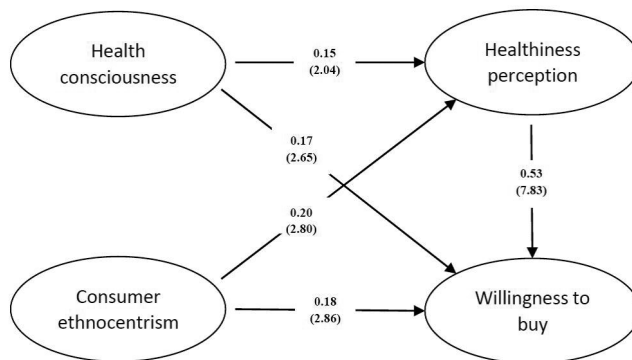 Health
consciousness
0.15
(2.04)
Healthiness
perception
0.17
(2.65)
0.53
(7.83)
0.20
(2.80)
Consumer
ethnocentrism
0.18
(2.86)
Willingness to
buy